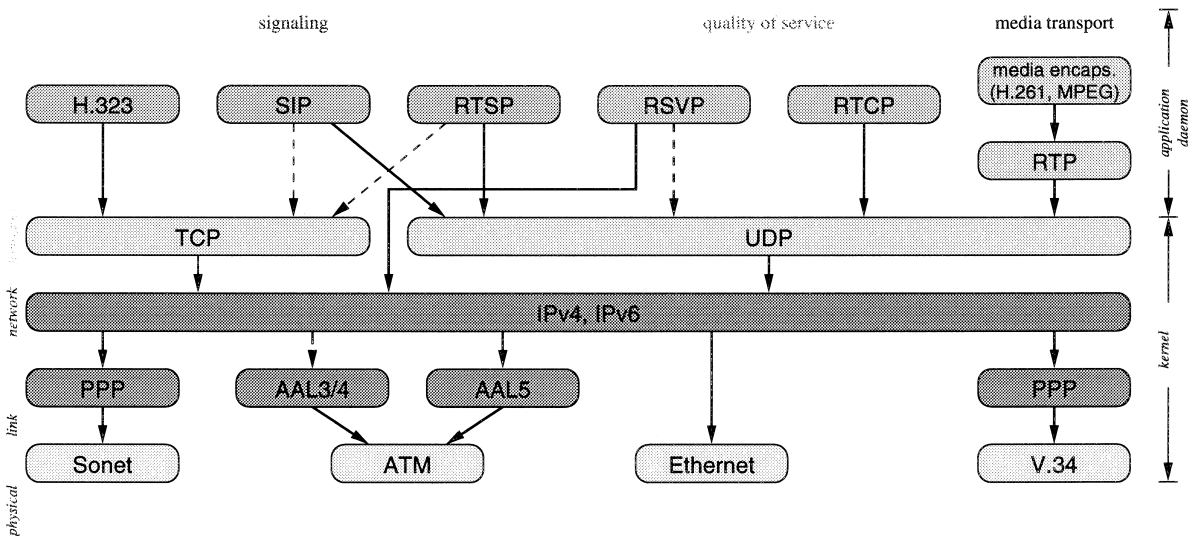 signaling
quality of service
media transport
media encaps.
(H.261, MPEG)
H.323
SIP
RTSP
RSVP
RTCP
RTP
application
daemon
TCP
UDP
network
IPv4, IPv6
kernel
PPP
AAL3/4
AAL5
PPP
link
Sonet
ATM
Ethernet
V.34
physical